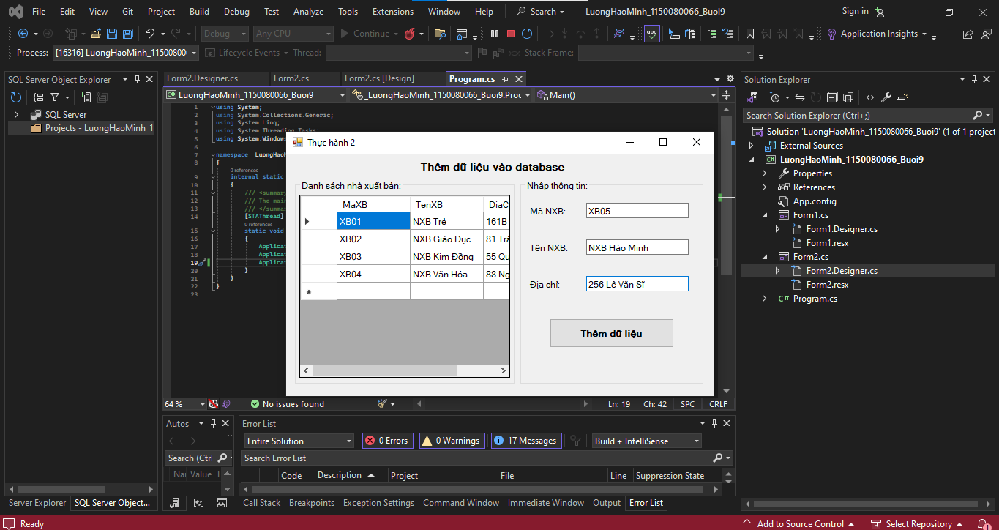 File Edit View Git Project Build Debug Test Analyze Tools Extensions Window Help Search LuongHaoMinh_1150080066_Buoi9 Sign in
Debug Any CPU Continue abc Application Insights
Process: [16316] LuongHaoMinh_11500800( Lifecycle Events Thread: Stack Frame:
SQL Server Object Explorer
SQL Server
Projects - LuongHaoMinh_1
Server Explorer SQL Server Object...
Form2.Designer.cs Form2.cs Form2.cs [Design] Program.cs
LuongHaoMinh_1150080066_Buoi9 _LuongHaoMinh_1150080066_Buoi9.Prog Main()
1 using System;
2 using System.Collections.Generic;
3 using System.Linq;
4 using System.Threading.Tasks;
5 using System.Windows
6
7 namespace _LuongHaoM
8 {
0 references
9 internal static
10 {
11 /// <summary
12 /// The main
13 /// </summar
14 [STAThread]
0 references
15 static void
16 {
17 Applicat
18 Applicat
19 Applicat
20 }
21 }
22 }
23
64 % No issues found Ln: 19 Ch: 42 SPC CRLF
Thực hành 2
Thêm dữ liệu vào database
Danh sách nhà xuất bản:
MaXB TenXB DiaC
XB01 NXB Trẻ 161B
XB02 NXB Giáo Dục 81 Trầ
XB03 NXB Kim Đồng 55 Qu
XB04 NXB Văn Hóa -... 88 Ng
Nhập thông tin:
Mã NXB: XB05
Tên NXB: NXB Hào Minh
Địa chỉ: 256 Lê Văn Sĩ
Thêm dữ liệu
Autos
Search (Ctrl
Nai Value T
Error List
Entire Solution 0 Errors 0 Warnings 17 Messages Build + IntelliSense
Search Error List
Code Description Project File Line Suppression State
Call Stack Breakpoints Exception Settings Command Window Immediate Window Output Error List
Solution Explorer
Search Solution Explorer (Ctrl+;)
Solution 'LuongHaoMinh_1150080066_Buoi9' (1 of 1 project
External Sources
LuongHaoMinh_1150080066_Buoi9
Properties
References
App.config
Form1.cs
Form1.Designer.cs
Form1.resx
Form2.cs
Form2.Designer.cs
Form2.resx
C# Program.cs
Ready Add to Source Control Select Repository 1